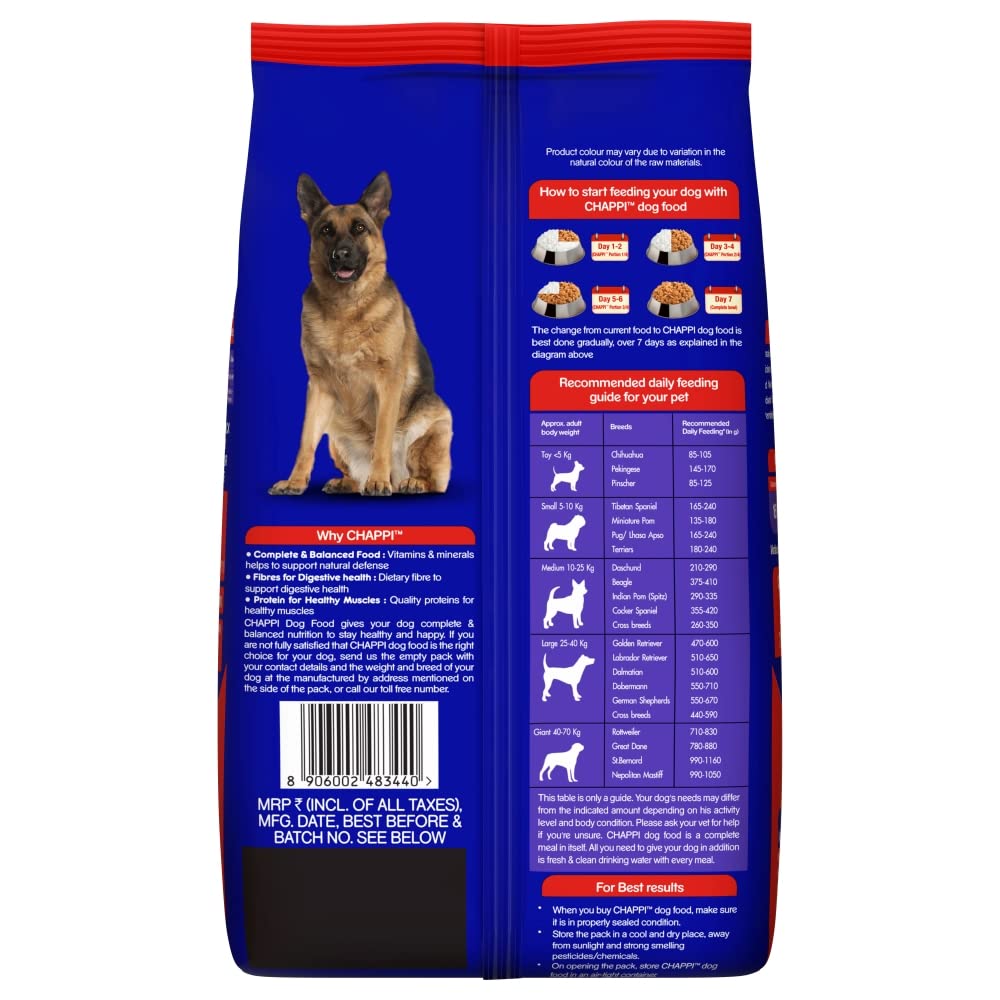 Product colour may vary due to variation in the
natural colour of the raw materials.
How to start feeding your dog with
CHAPPI™ dog food
Day 1-2
Day 3-4
Day 5-6
Day 7
The change from current food to CHAPPI dog food is
best done gradually, over 7 days as explained in the
diagram above
Recommended daily feeding
guide for your pet
Approx. adult body weight Breeds Recommended Daily Feeding*(In g)
Toy <5 Kg Chihuahua 85-105
Pekingese 145-170
Pinscher 85-125
Small 5-10 Kg Tibetan Spaniel 165-240
Miniature Pom 135-180
Pug/ Lhasa Apso 165-240
Terriers 180-240
Medium 10-25 Kg Daschund 210-290
Beagle 375-410
Indian Pom (Spitz) 290-335
Cocker Spaniel 355-420
Cross breeds 260-350
Large 25-40 Kg Golden Retriever 470-600
Labrador Retriever 510-650
Dalmatian 510-600
Dobermann 550-710
German Shepherds 550-670
Cross breeds 440-590
Giant 40-70 Kg Rottweiler 710-830
Great Dane 780-880
St.Bernard 990-1160
Nepolitan Mastiff 990-1050
This table is only a guide. Your dog's needs may differ
from the indicated amount depending on his activity
level and body condition. Please ask your vet for help
if you're unsure. CHAPPI dog food is a complete
meal in itself. All you need to give your dog in addition
is fresh & clean drinking water with every meal.
For Best results
* When you buy CHAPPI™ dog food, make sure
it is in properly sealed condition.
* Store the pack in a cool and dry place, away
from sunlight and strong smelling
pesticides/chemicals.
* On opening the pack, store CHAPPI™ dog
food in an air-tight container
Why CHAPPI™
• Complete & Balanced Food : Vitamins & minerals
helps to support natural defense
• Fibres for Digestive health : Dietary fibre to
support digestive health
• Protein for Healthy Muscles : Quality proteins for
healthy muscles
CHAPPI Dog Food gives your dog complete &
balanced nutrition to stay healthy and happy. If you
are not fully satisfied that CHAPPI dog food is the right
choice for your dog, send us the empty pack with
your contact details and the weight and breed of your
dog at the manufactured by address mentioned on
the side of the pack, or call our toll free number.
8 906002 483440 >
MRP ₹ (INCL. OF ALL TAXES),
MFG. DATE, BEST BEFORE &
BATCH NO. SEE BELOW